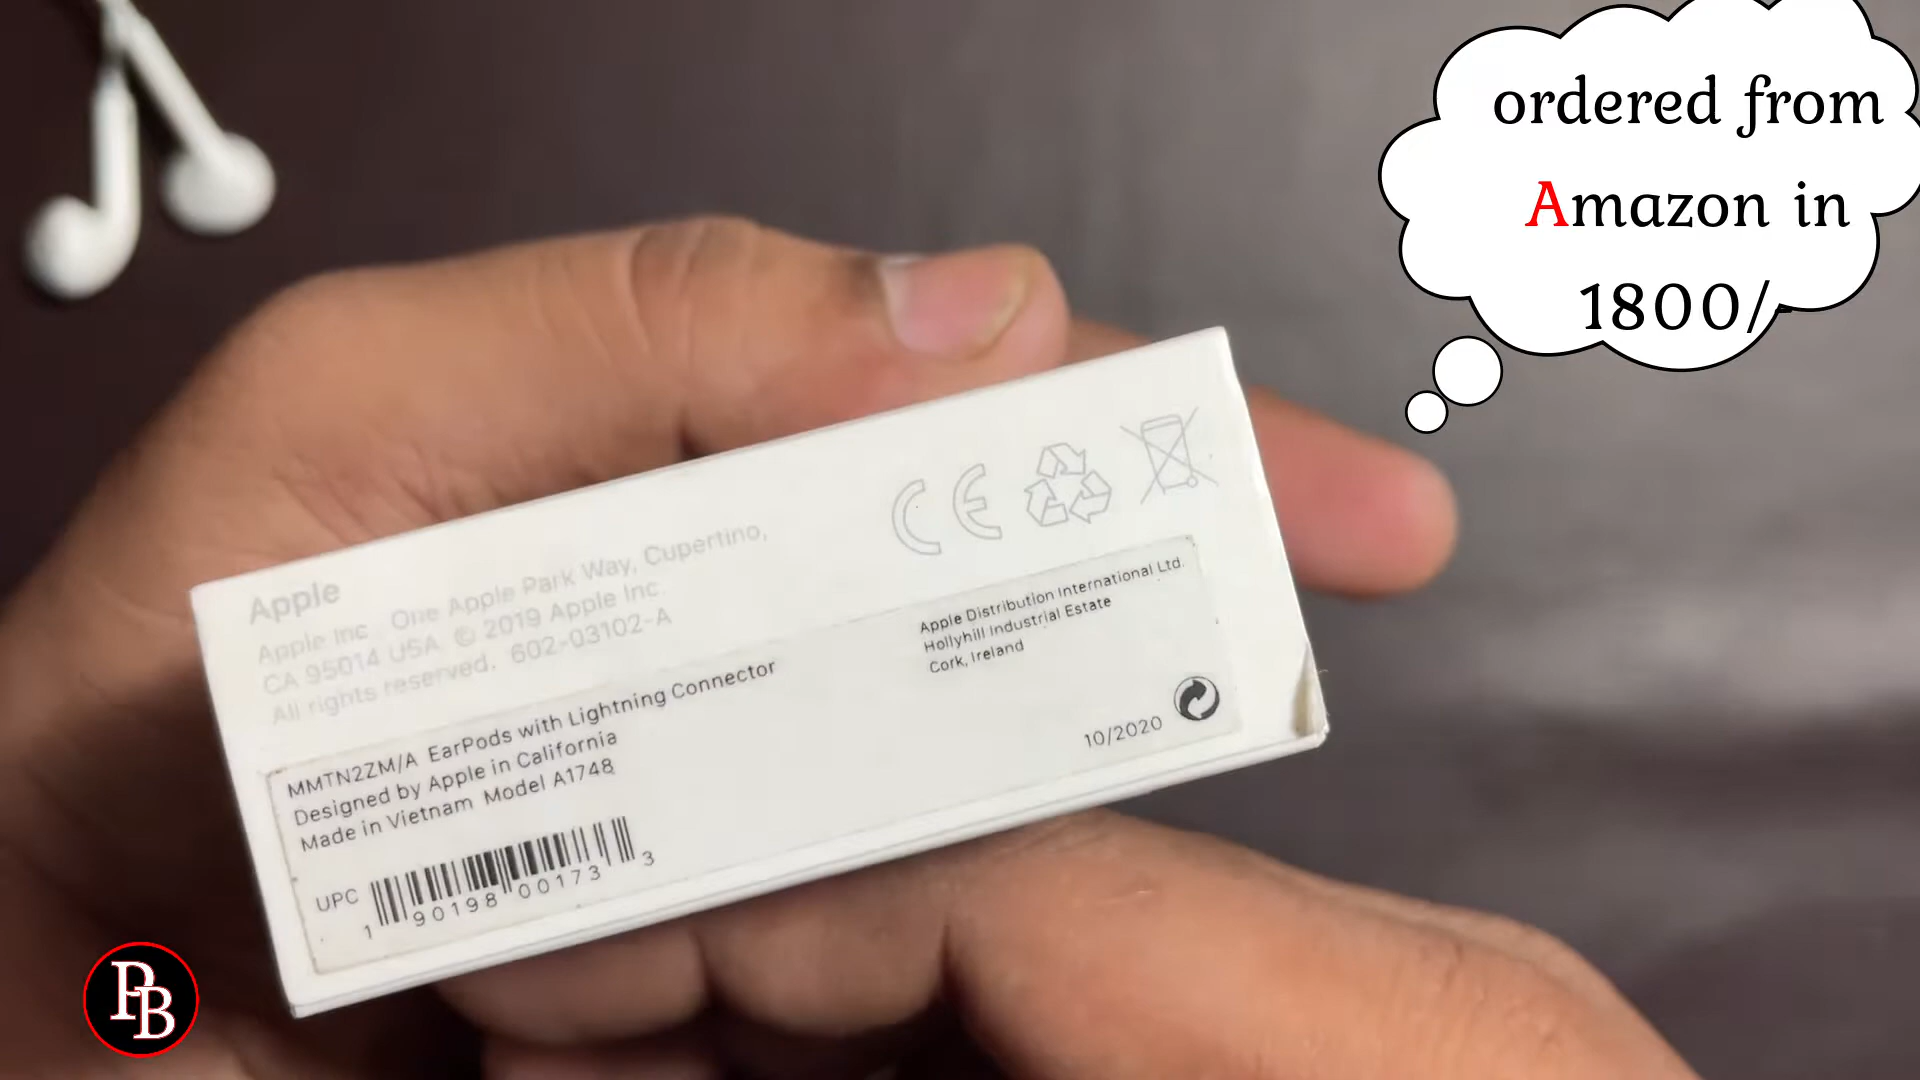 ordered from
Amazon in
1800/-
Apple
Apple Inc. One Apple Park Way, Cupertino,
CA 95014 USA © 2019 Apple Inc.
All rights reserved. 602-03102-A
MMTN2ZM/A EarPods with Lightning Connector
Designed by Apple in California
Made in Vietnam Model A1748
Apple Distribution International Ltd.
Hollyhill Industrial Estate
Cork, Ireland
10/2020
UPC
1 90198 00173 3
PB